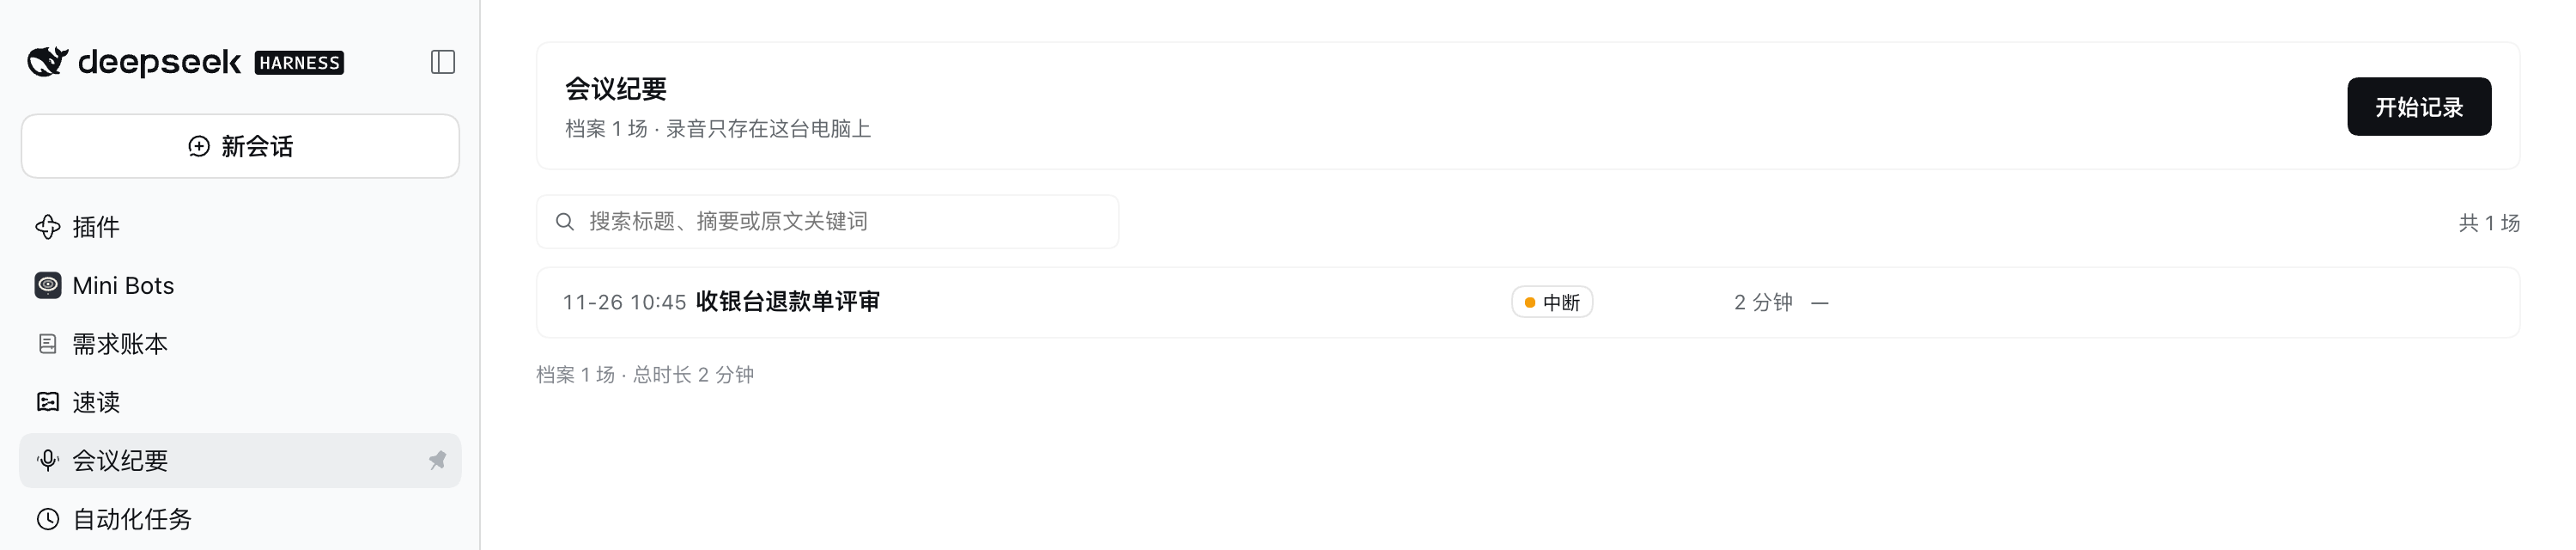 deepseek HARNESS
新会话
插件
Mini Bots
需求账本
速读
会议纪要
自动化任务
会议纪要
档案 1 场 · 录音只存在这台电脑上
开始记录
搜索标题、摘要或原文关键词
共 1 场
11-26 10:45 收银台退款单评审 中断 2 分钟 —
档案 1 场 · 总时长 2 分钟